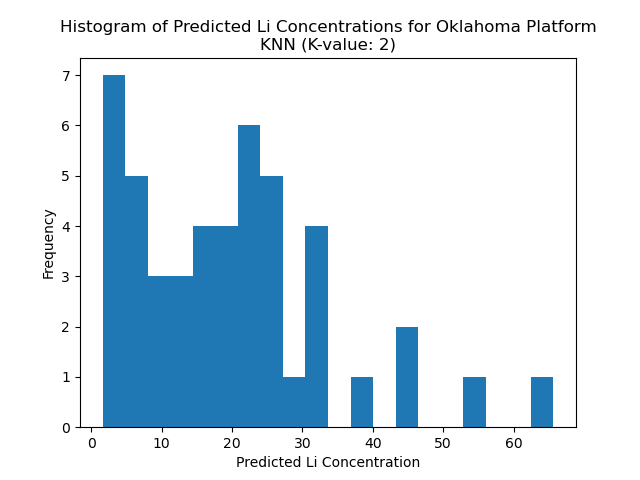 Histogram of Predicted Li Concentrations for Oklahoma Platform
KNN (K-value: 2)
7
6
5
4
3
2
1
0
Frequency
0 10 20 30 40 50 60
Predicted Li Concentration